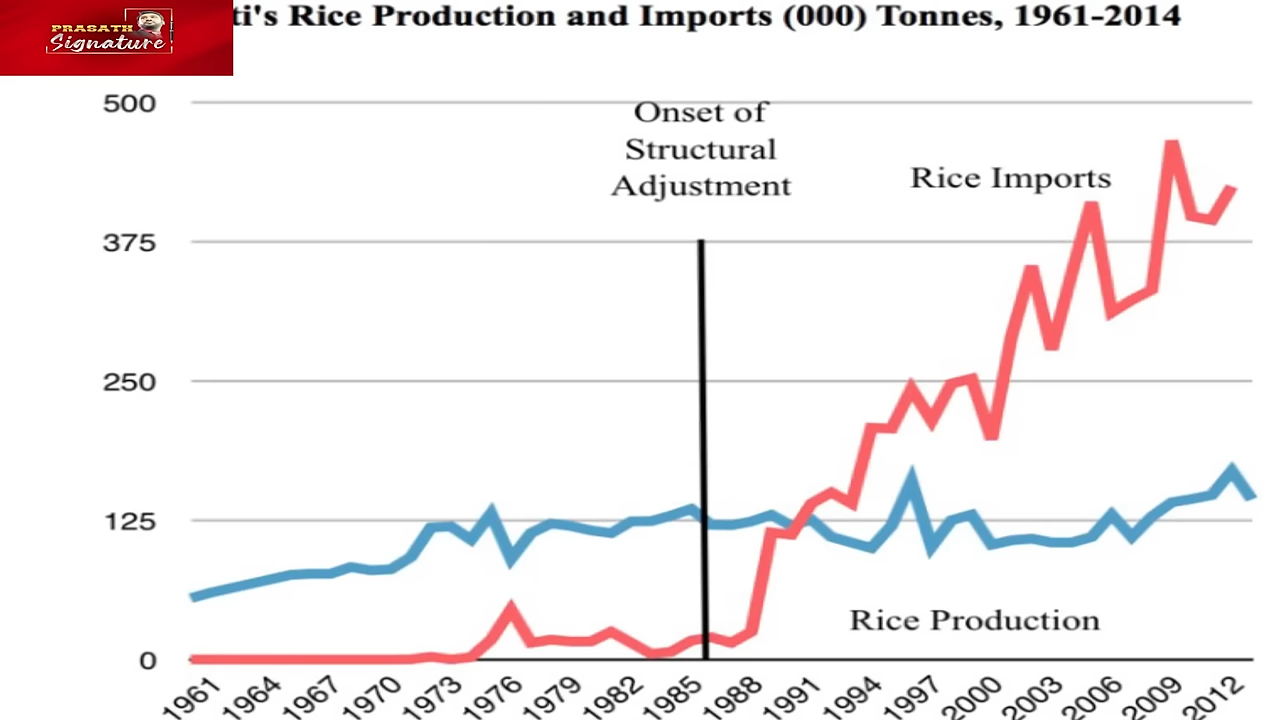 PRASATH
Signature
ti's Rice Production and Imports (000) Tonnes, 1961-2014
500
Onset of
Structural
Adjustment
Rice Imports
375
250
125
Rice Production
0
1961 1964 1967 1970 1973 1976 1979 1982 1985 1988 1991 1994 1997 2000 2003 2006 2009 2012